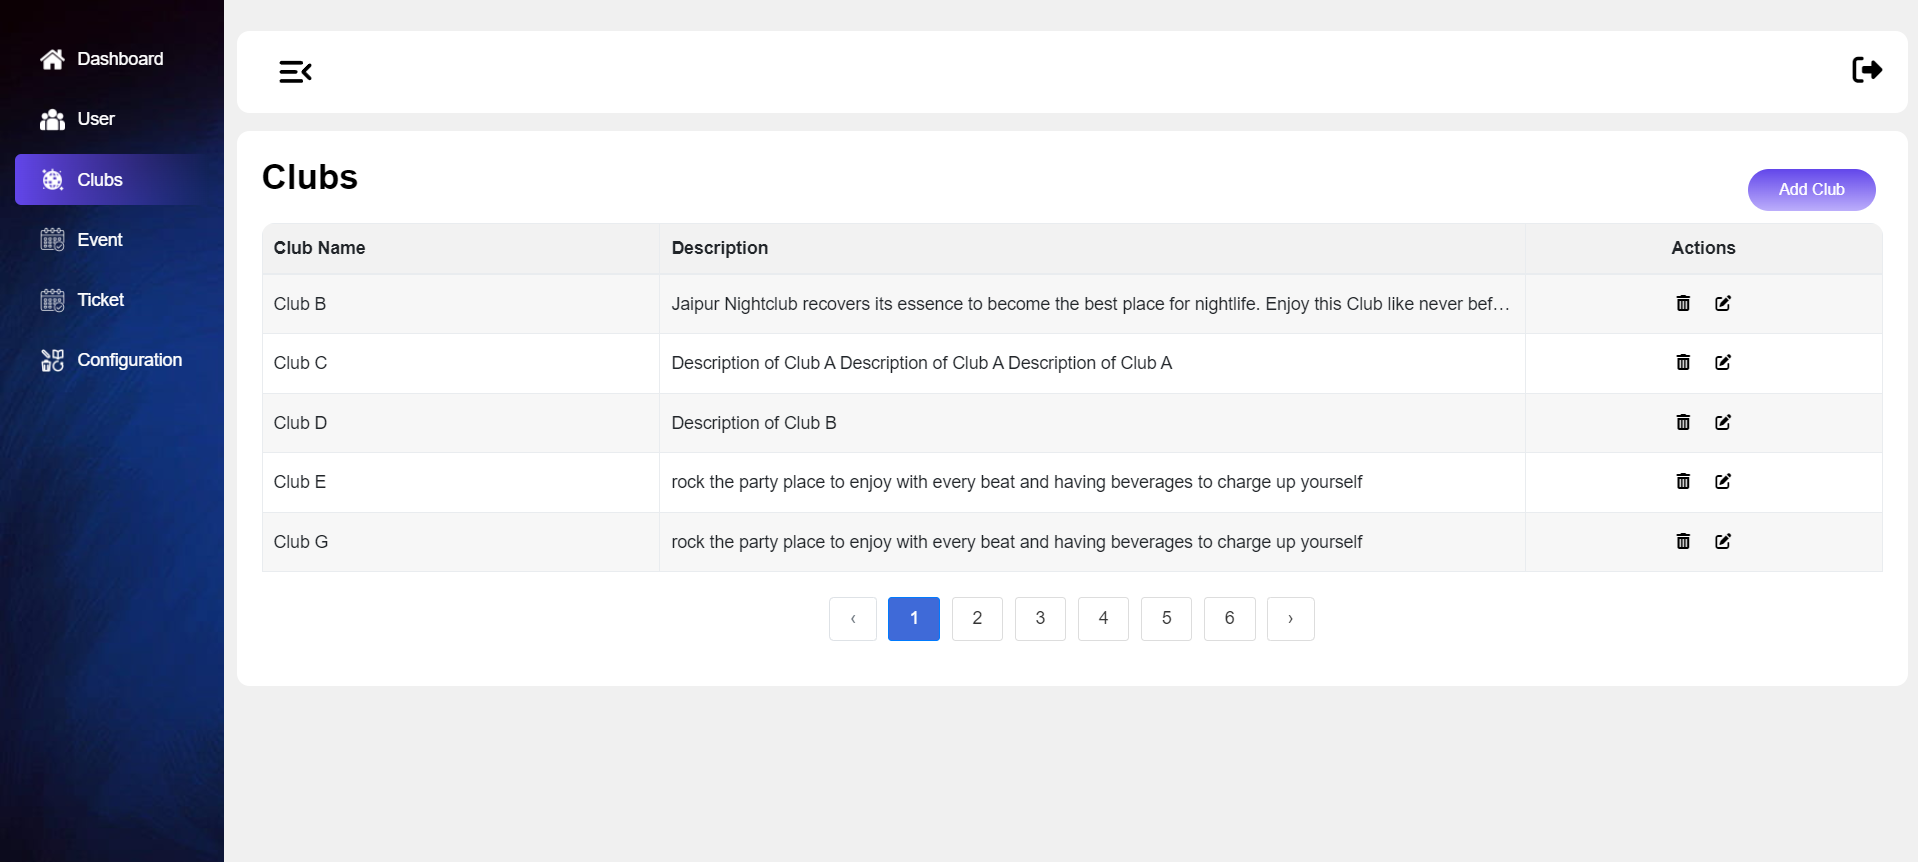 Dashboard
User
Clubs
Event
Ticket
Configuration
Clubs
Add Club
Club Name Description Actions
Club B Jaipur Nightclub recovers its essence to become the best place for nightlife. Enjoy this Club like never bef…
Club C Description of Club A Description of Club A Description of Club A
Club D Description of Club B
Club E rock the party place to enjoy with every beat and having beverages to charge up yourself
Club G rock the party place to enjoy with every beat and having beverages to charge up yourself
‹ 1 2 3 4 5 6 ›